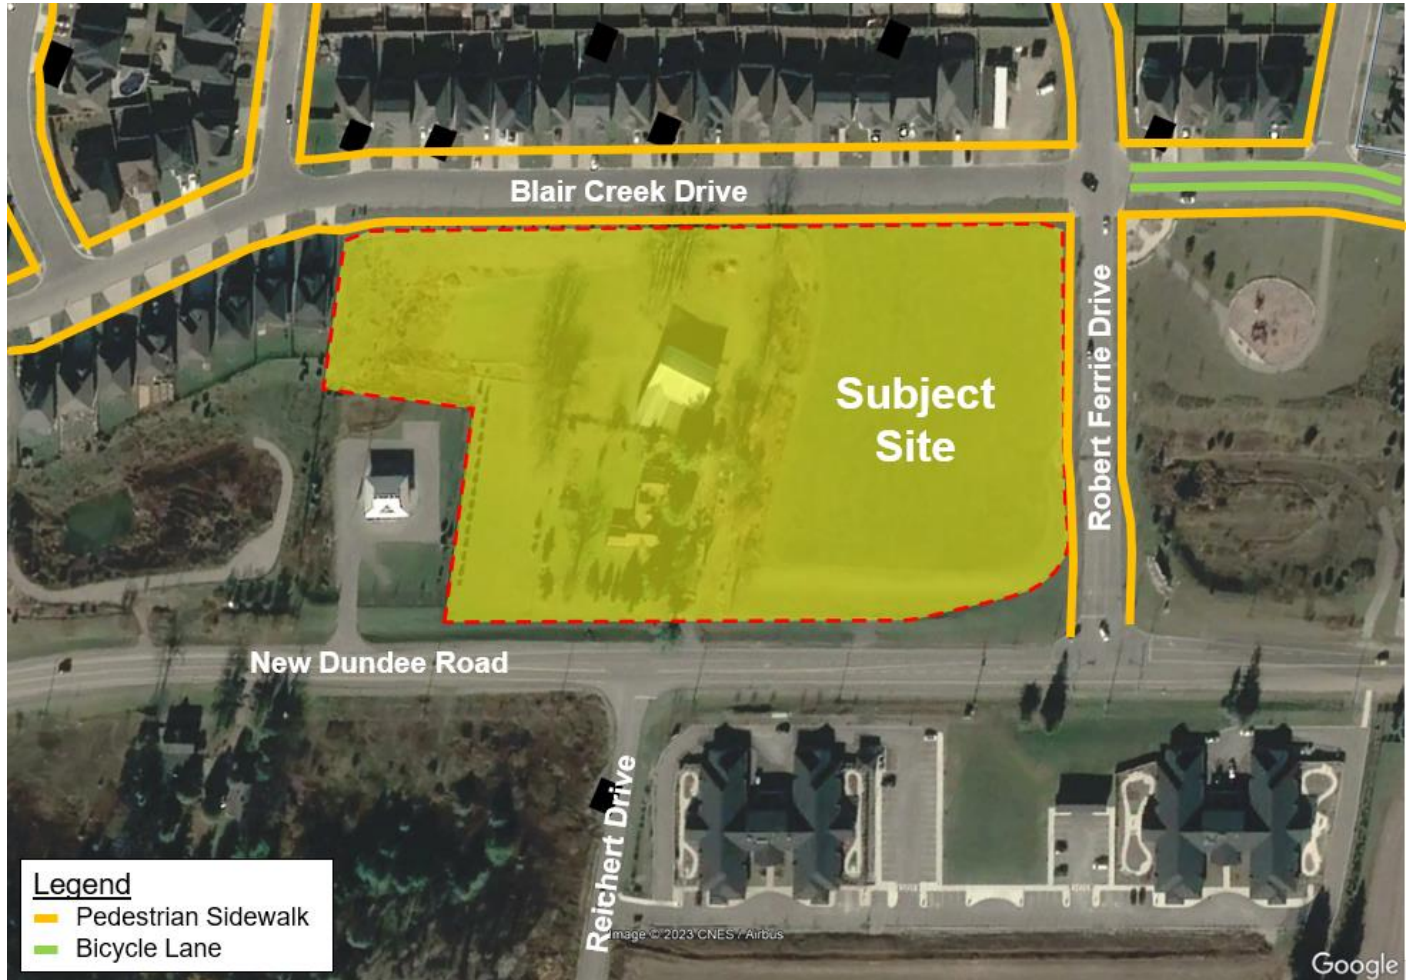 Blair Creek Drive
Subject
Site
Robert Ferrie Drive
New Dundee Road
Reichert Drive
Legend
Pedestrian Sidewalk
Bicycle Lane
Image © 2023 CNES / Airbus
Google